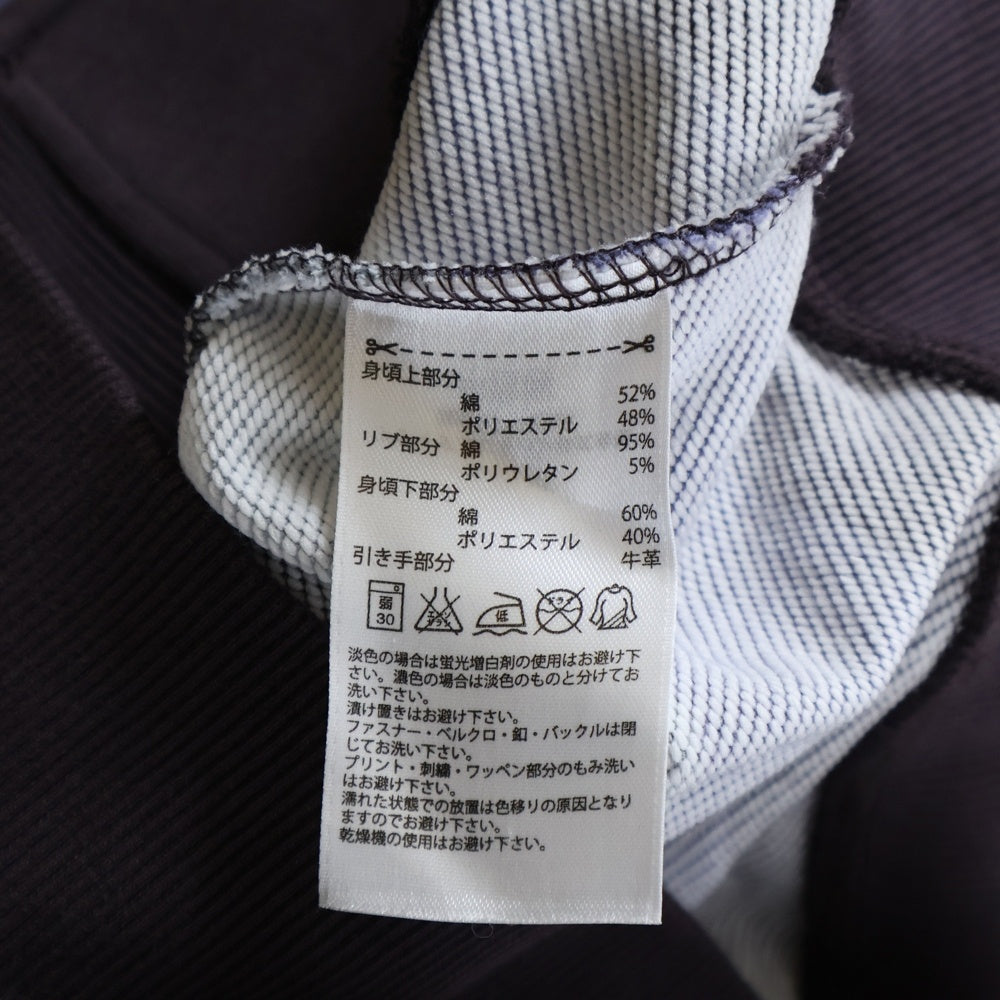 身頃上部分
綿 52%
ポリエステル 48%
リブ部分 綿 95%
ポリウレタン 5%
身頃下部分
綿 60%
ポリエステル 40%
引き手部分 牛革
弱 30 エンソ サラシ 低 ドライ
淡色の場合は蛍光増白剤の使用はお避け下
さい。濃色の場合は淡色のものと分けてお
洗い下さい。
漬け置きはお避け下さい。
ファスナー・ベルクロ・釦・バックルは閉
じてお洗い下さい。
プリント・刺繍・ワッペン部分のもみ洗い
はお避け下さい。
濡れた状態での放置は色移りの原因となり
ますのでお避け下さい。
乾燥機の使用はお避け下さい。